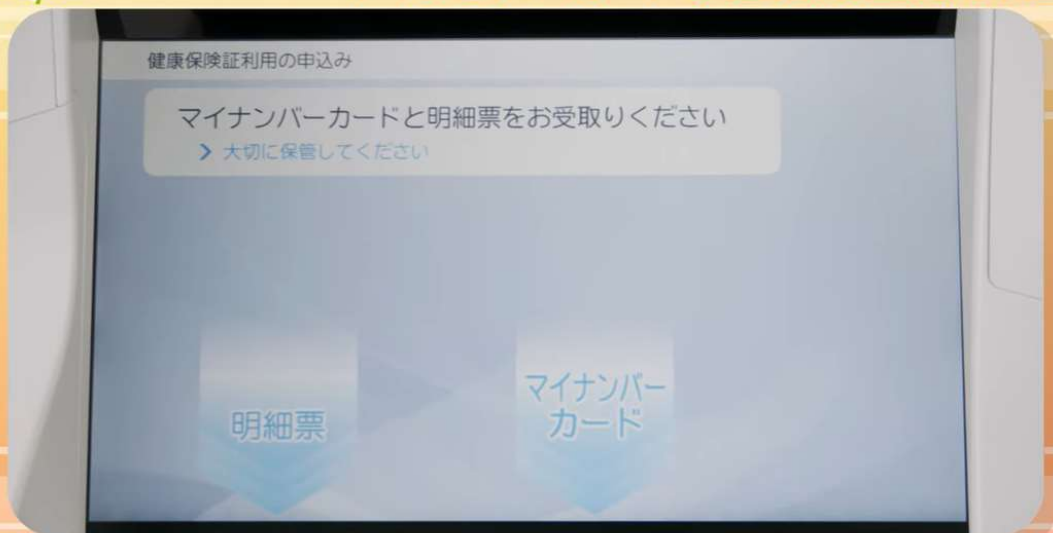 健康保険証利用の申込み
マイナンバーカードと明細票をお受取りください
> 大切に保管してください
明細票
マイナンバー
カード